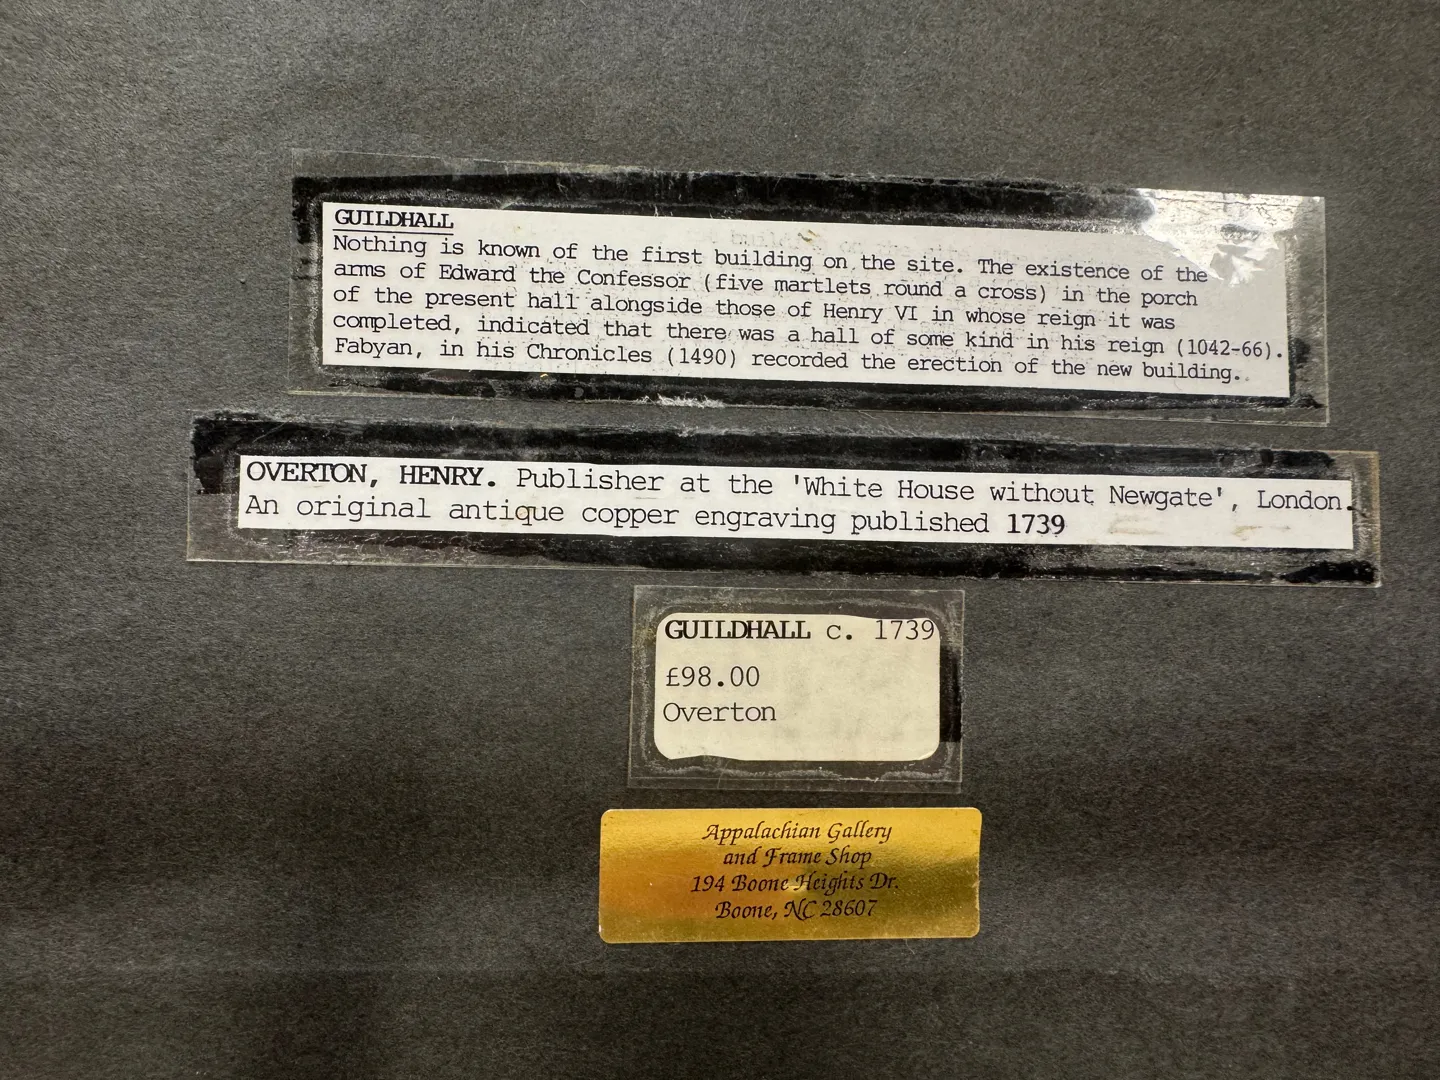 GUILDHALL
Nothing is known of the first building on the site. The existence of the
arms of Edward the Confessor (five martlets round a cross) in the porch
of the present hall alongside those of Henry VI in whose reign it was
completed, indicated that there was a hall of some kind in his reign (1042-66).
Fabyan, in his Chronicles (1490) recorded the erection of the new building.
OVERTON, HENRY. Publisher at the 'White House without Newgate', London.
An original antique copper engraving published 1739
GUILDHALL c. 1739
£98.00
Overton
Appalachian Gallery
and Frame Shop
194 Boone Heights Dr.
Boone, NC 28607